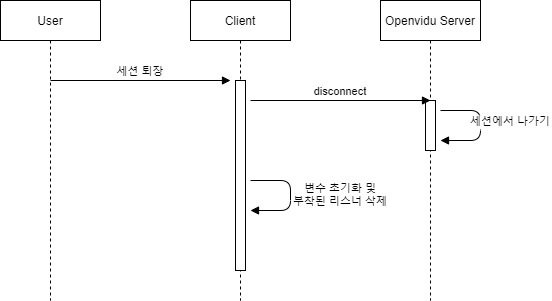 User
Client
Openvidu Server
세션 퇴장
disconnect
세션에서 나가기
변수 초기화 및
부착된 리스너 삭제